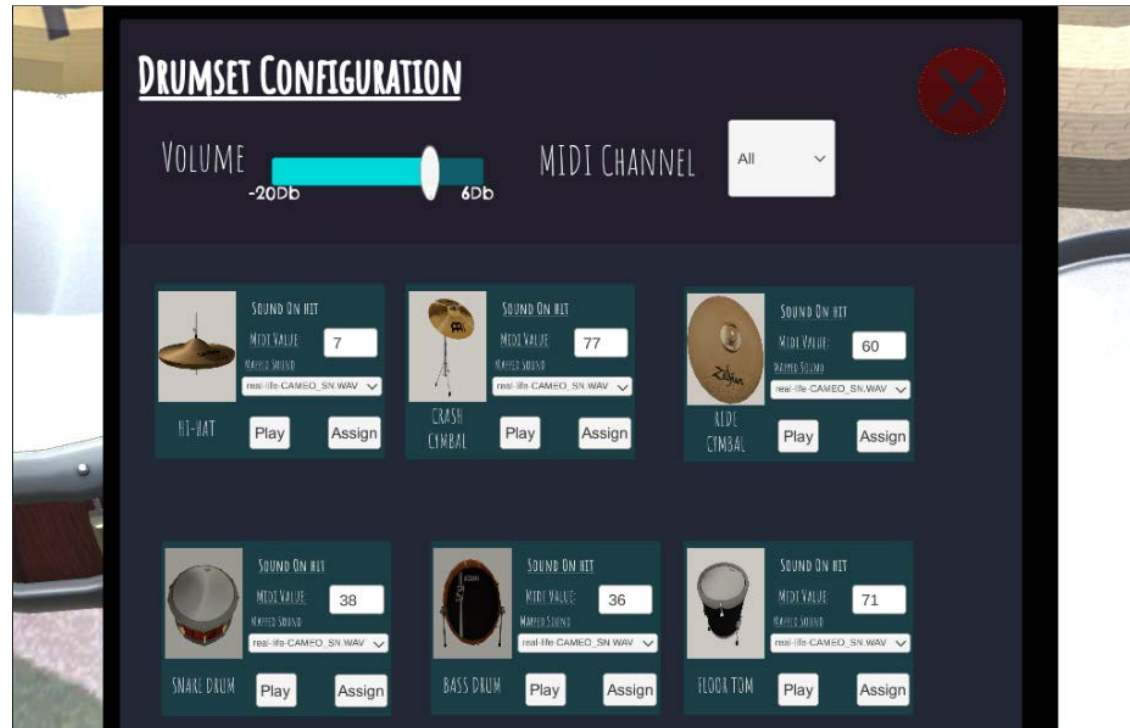 DRUMSET CONFIGURATION
VOLUME
-20Db
6Db
MIDI CHANNEL
All
SOUND ON HIT
MIDI VALUE: 7
MAPPED SOUND
real-life-CAMEO_SN.WAV
HI-HAT
Play
Assign
SOUND ON HIT
MIDI VALUE: 77
MAPPED SOUND
real-life-CAMEO_SN.WAV
CRASH
CYMBAL
Play
Assign
Zildjian
SOUND ON HIT
MIDI VALUE: 60
MAPPED SOUND
real-life-CAMEO_SN.WAV
RIDE
CYMBAL
Play
Assign
SOUND ON HIT
MIDI VALUE: 38
MAPPED SOUND
real-life-CAMEO_SN.WAV
SNARE DRUM
Play
Assign
SOUND ON HIT
MIDI VALUE: 36
MAPPED SOUND
real-life-CAMEO_SN.WAV
BASS DRUM
Play
Assign
SOUND ON HIT
MIDI VALUE: 71
MAPPED SOUND
real-life-CAMEO_SN.WAV
FLOOR TOM
Play
Assign